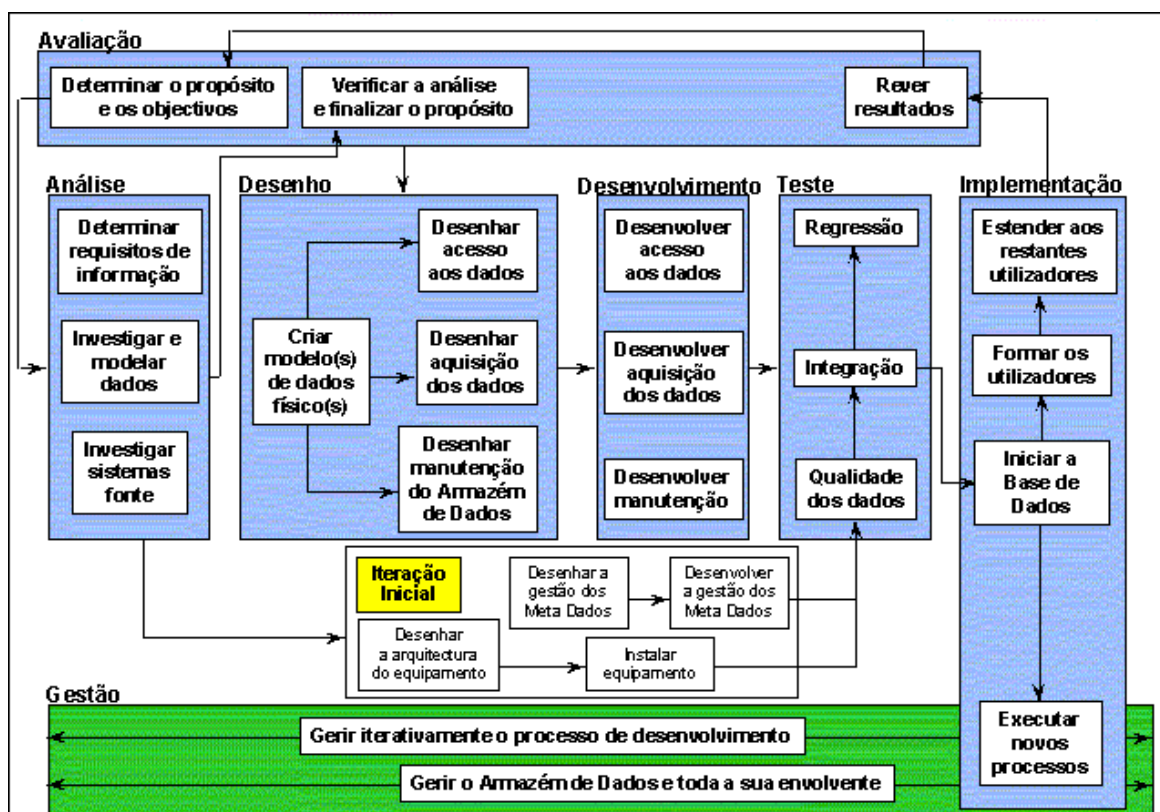 Avaliação
Determinar o propósito
e os objectivos
Verificar a análise
e finalizar o propósito
Rever
resultados
Análise
Determinar
requisitos de
informação
Investigar e
modelar
dados
Investigar
sistemas
fonte
Desenho
Criar
modelo(s)
de dados
físico(s)
Desenhar
acesso
aos dados
Desenhar
aquisição
dos dados
Desenhar
manutenção
do Armazém
de Dados
Desenvolvimento
Desenvolver
acesso
aos dados
Desenvolver
aquisição
dos dados
Desenvolver
manutenção
Teste
Regressão
Integração
Qualidade
dos dados
Implementação
Estender aos
restantes
utilizadores
Formar os
utilizadores
Iniciar a
Base de
Dados
Executar
novos
processos
Iteração
Inicial
Desenhar a
gestão dos
Meta Dados
Desenvolver
a gestão dos
Meta Dados
Desenhar
a arquitectura
do equipamento
Instalar
equipamento
Gestão
Gerir iterativamente o processo de desenvolvimento
Gerir o Armazém de Dados e toda a sua envolvente